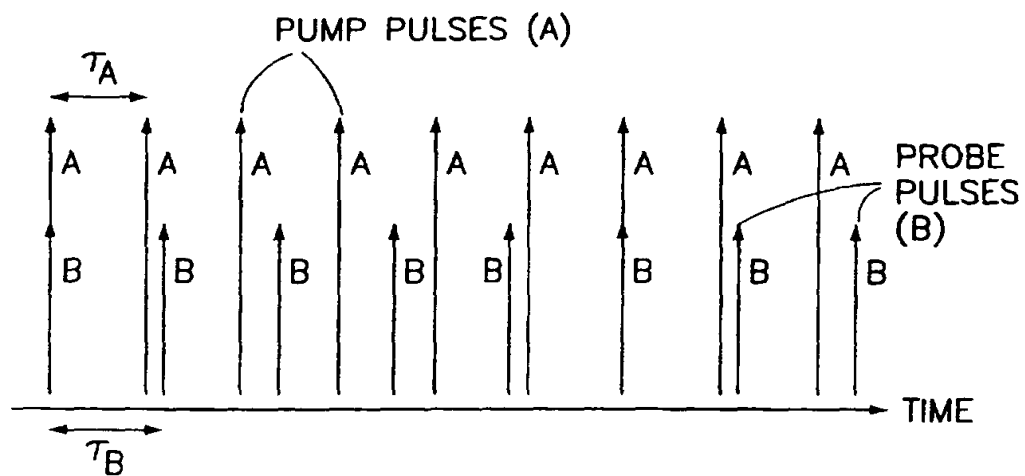 PUMP PULSES (A)
τA
A A A A A A A A A
PROBE
PULSES
(B)
B B B B B B B B
TIME
τB